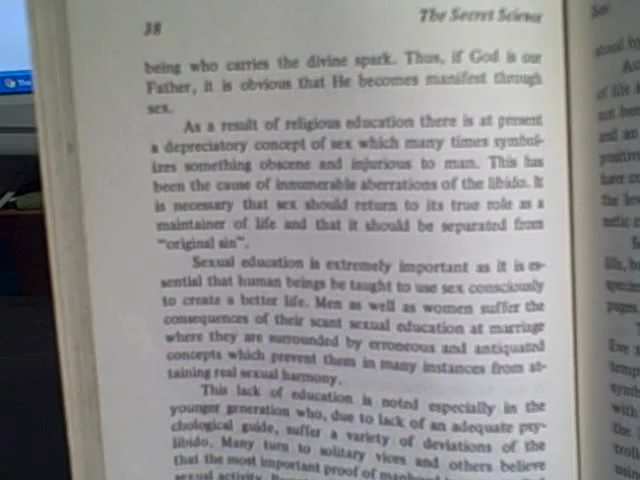 38
The Secret Science
being who carries the divine spark. Thus, if God is our
Father, it is obvious that He becomes manifest through
sex.
As a result of religious education there is at present
a depreciatory concept of sex which many times symbol-
izes something obscene and injurious to man. This has
been the cause of innumerable aberrations of the libido. It
is necessary that sex should return to its true role as a
maintainer of life and that it should be separated from
"original sin".
Sexual education is extremely important as it is es-
sential that human beings be taught to use sex consciously
to create a better life. Men as well as women suffer the
consequences of their scant sexual education at marriage
where they are surrounded by erroneous and antiquated
concepts which prevent them in many instances from at-
taining real sexual harmony.
This lack of education is noted especially in the
younger generation who, due to lack of an adequate psy-
chological guide, suffer a variety of deviations of the
libido. Many turn to solitary vices and others believe
that the most important proof of manhood
sexual activity.
of life